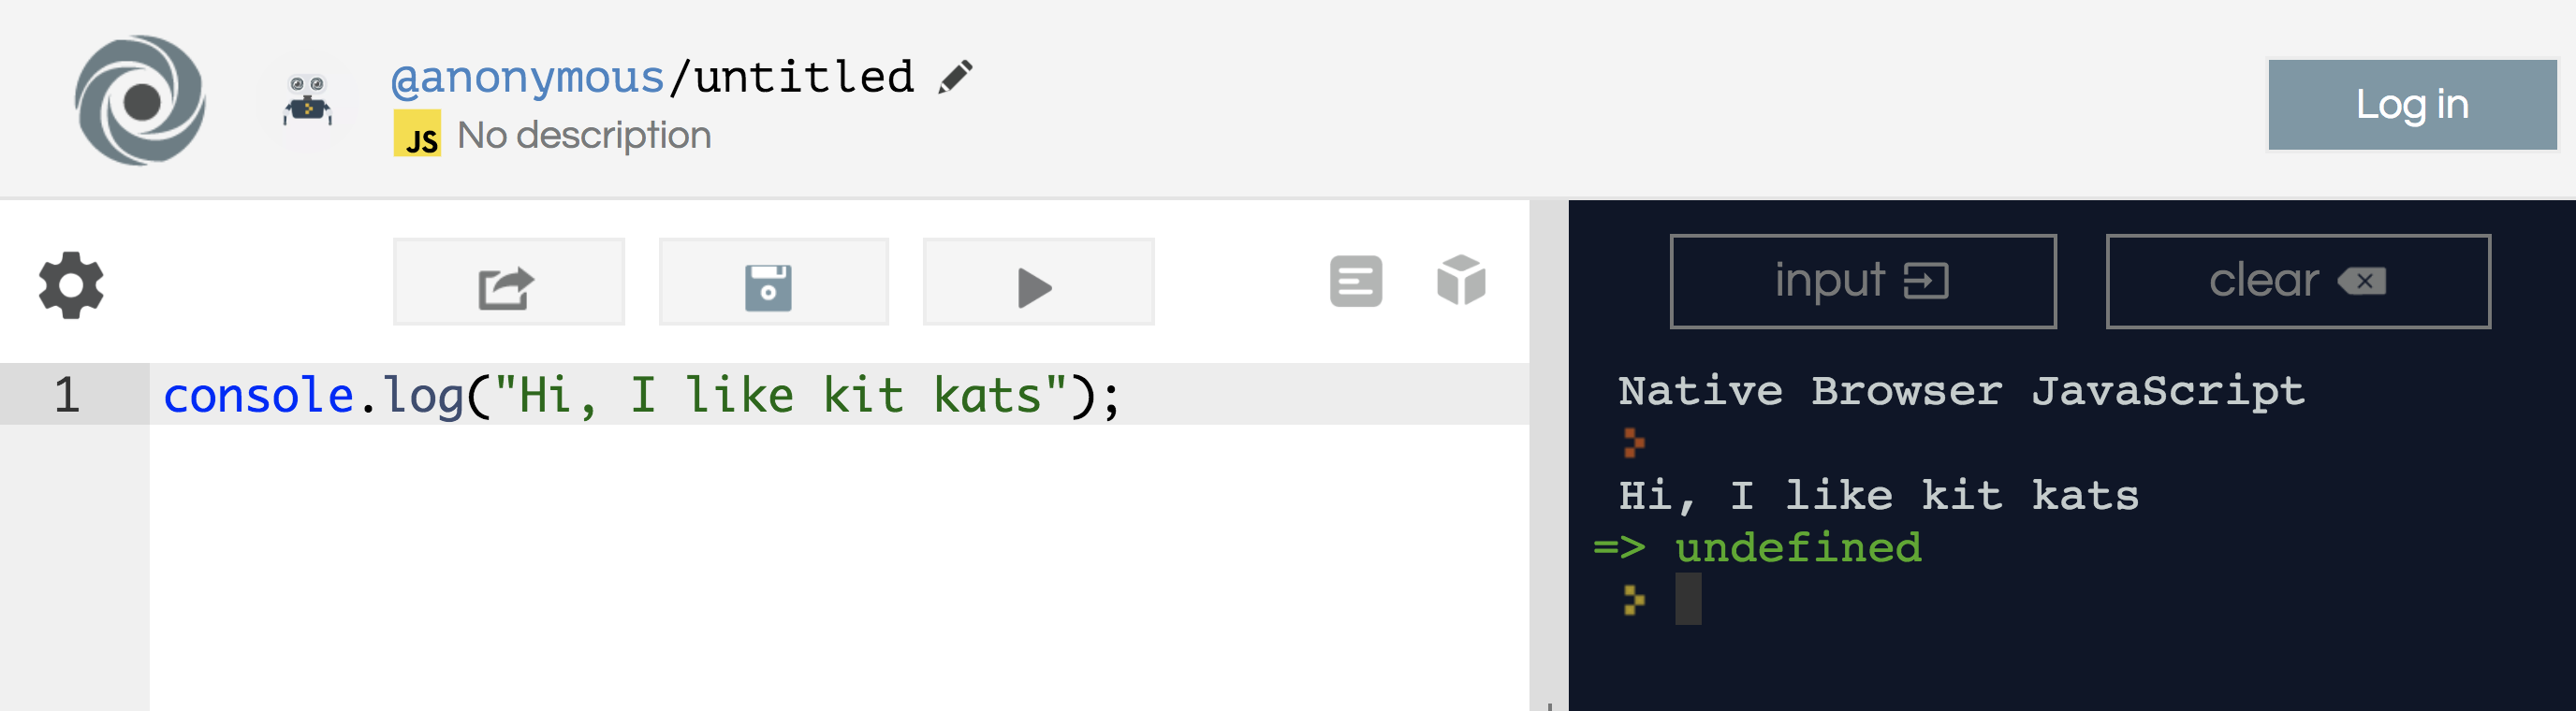 @anonymous/untitled
JS No description
Log in
input
clear
1 console.log("Hi, I like kit kats");
Native Browser JavaScript
Hi, I like kit kats
=> undefined